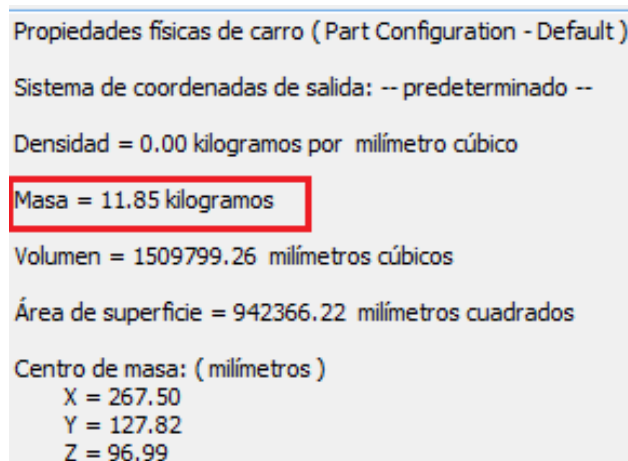 Propiedades físicas de carro ( Part Configuration - Default )
Sistema de coordenadas de salida: -- predeterminado --
Densidad = 0.00 kilogramos por milímetro cúbico
Masa = 11.85 kilogramos
Volumen = 1509799.26 milímetros cúbicos
Área de superficie = 942366.22 milímetros cuadrados
Centro de masa: ( milímetros )
X = 267.50
Y = 127.82
Z = 96.99